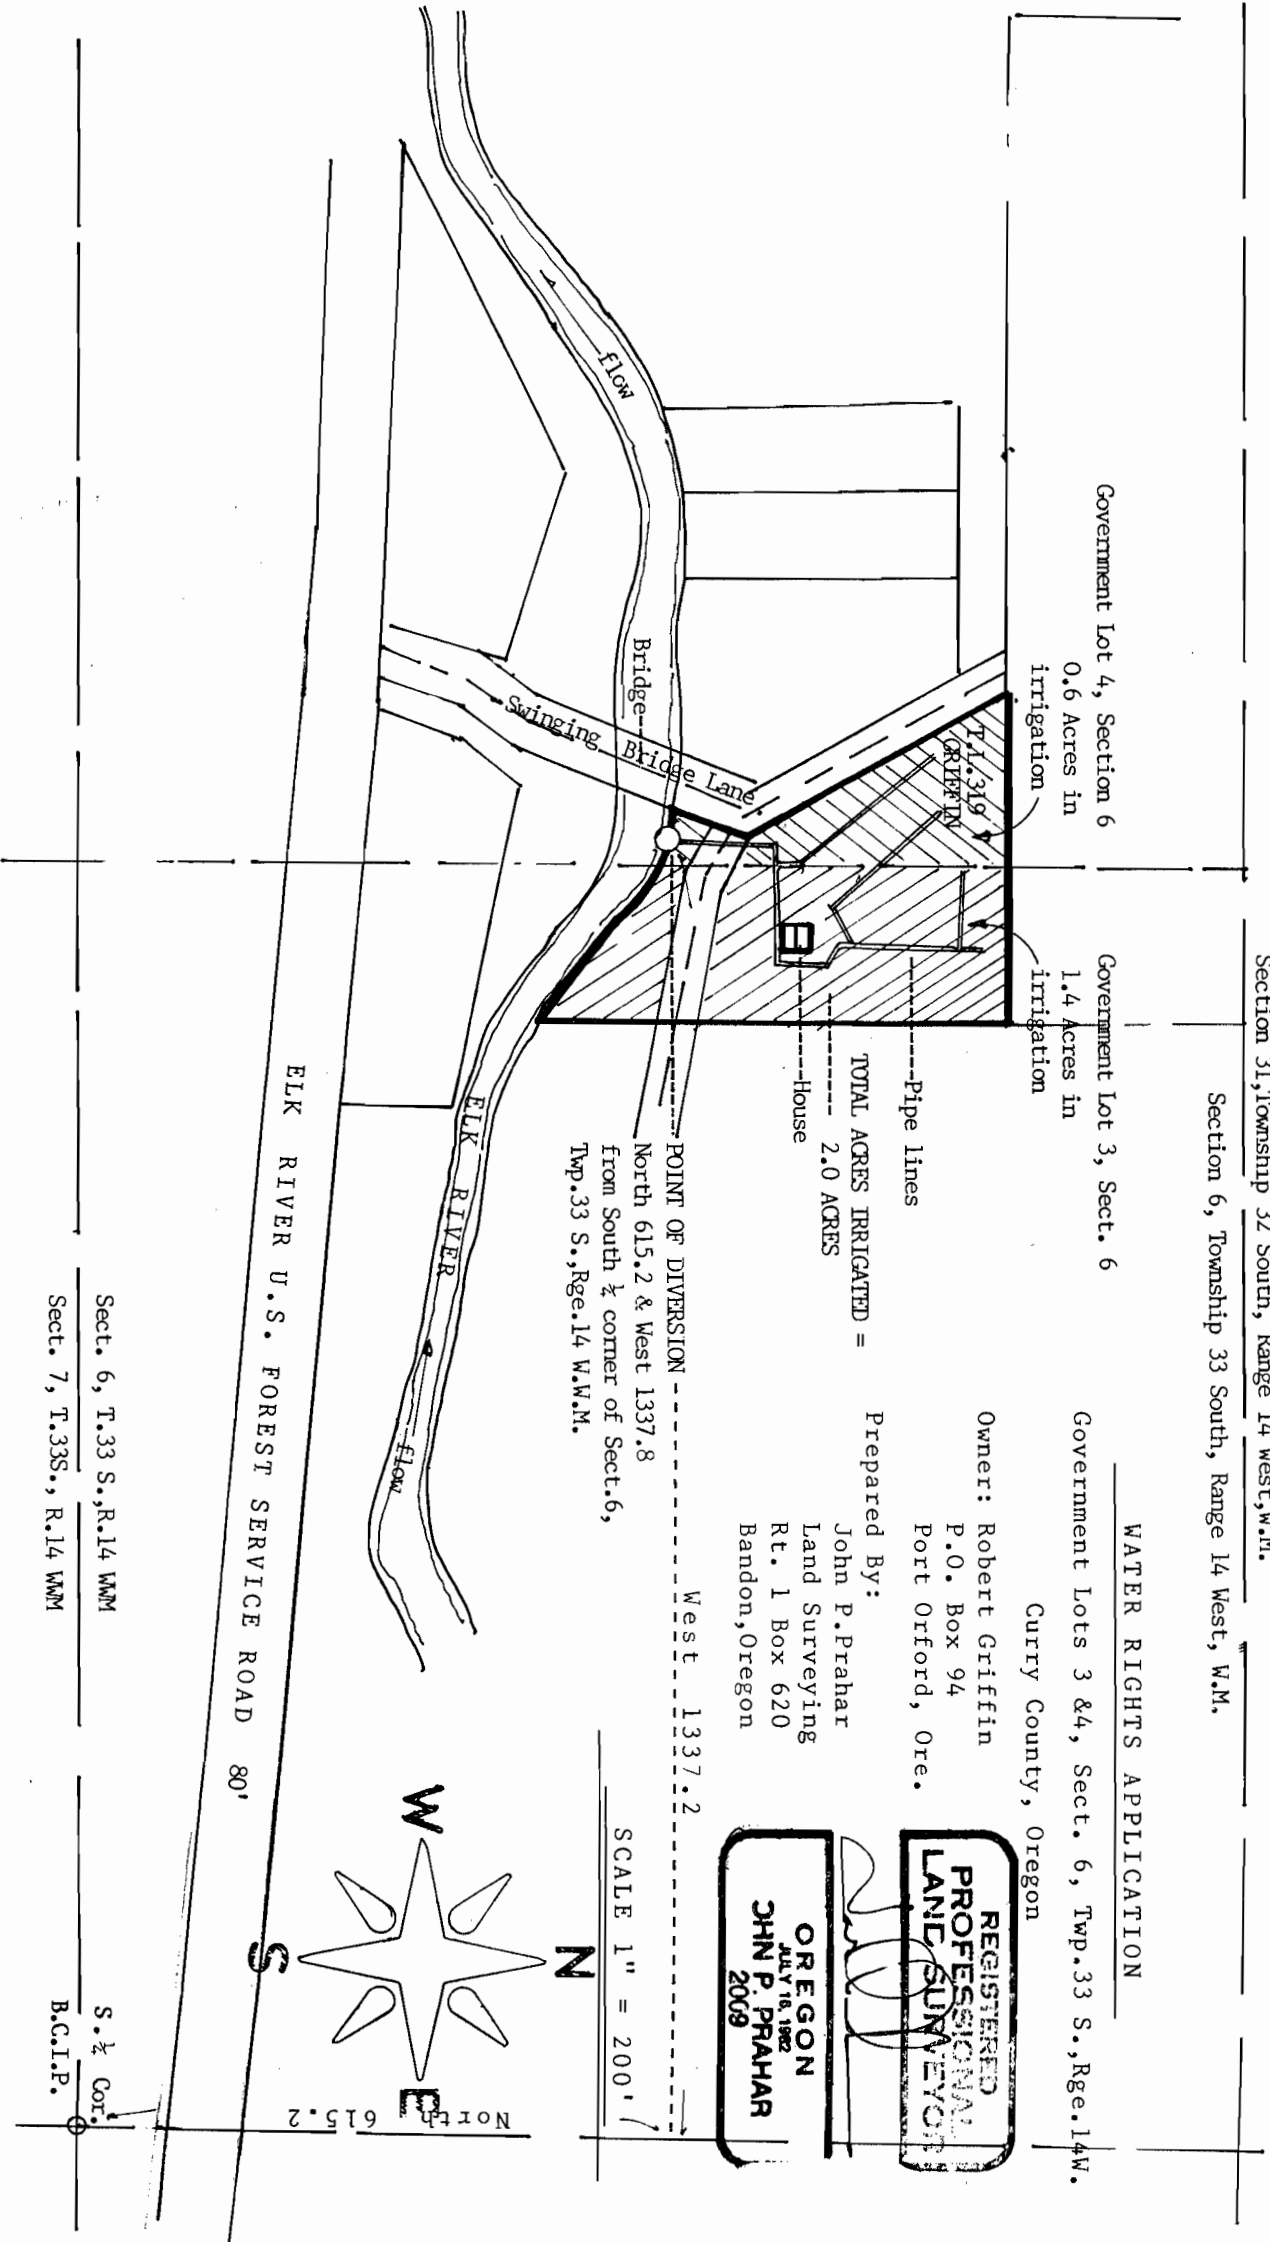 Section 31,Township 32 South, Range 14 West,W.M.
Section 6, Township 33 South, Range 14 West, W.M.
WATER RIGHTS APPLICATION
Government Lots 3 &4, Sect. 6, Twp.33 S.,Rge.14W.
Curry County, Oregon
Owner: Robert Griffin
P.O. Box 94
Port Orford, Ore.
Prepared By:
John P.Prahar
Land Surveying
Rt. 1 Box 620
Bandon,Oregon
REGISTERED
PROFESSIONAL
LAND SURVEYOR
OREGON
JULY 16, 1982
JOHN P. PRAHAR
2009
Government Lot 4, Section 6
0.6 Acres in
irrigation
Government Lot 3, Sect. 6
1.4 Acres in
irrigation
T.L.319
GRIFFIN
Pipe lines
TOTAL ACRES IRRIGATED =
2.0 ACRES
House
POINT OF DIVERSION
North 615.2 & West 1337.8
from South ¼ corner of Sect.6,
Twp.33 S.,Rge.14 W.W.M.
West 1337.2
SCALE 1" = 200'
N
W
E
S
North 615.2
flow
Bridge
Swinging Bridge Lane
ELK RIVER
flow
ELK RIVER U.S. FOREST SERVICE ROAD 80'
Sect. 6, T.33 S.,R.14 WWM
Sect. 7, T.33S., R.14 WWM
S.¼ Cor.
B.C.I.P.